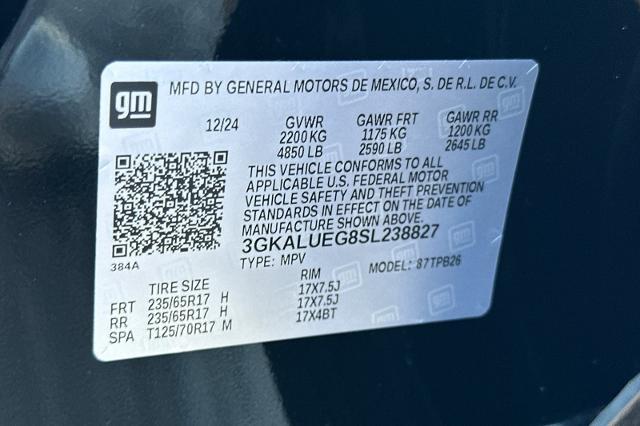 gm
MFD BY GENERAL MOTORS DE MEXICO, S. DE R.L. DE C.V.
12/24 GVWR GAWR FRT GAWR RR
2200 KG 1175 KG 1200 KG
4850 LB 2590 LB 2645 LB
THIS VEHICLE CONFORMS TO ALL
APPLICABLE U.S. FEDERAL MOTOR
VEHICLE SAFETY AND THEFT PREVENTION
STANDARDS IN EFFECT ON THE DATE OF
MANUFACTURE SHOWN ABOVE.
3GKALUEG8SL238827
384A TYPE: MPV MODEL: 87TPB26
TIRE SIZE RIM
FRT 235/65R17 H 17X7.5J
RR 235/65R17 H 17X7.5J
SPA T125/70R17 M 17X4BT